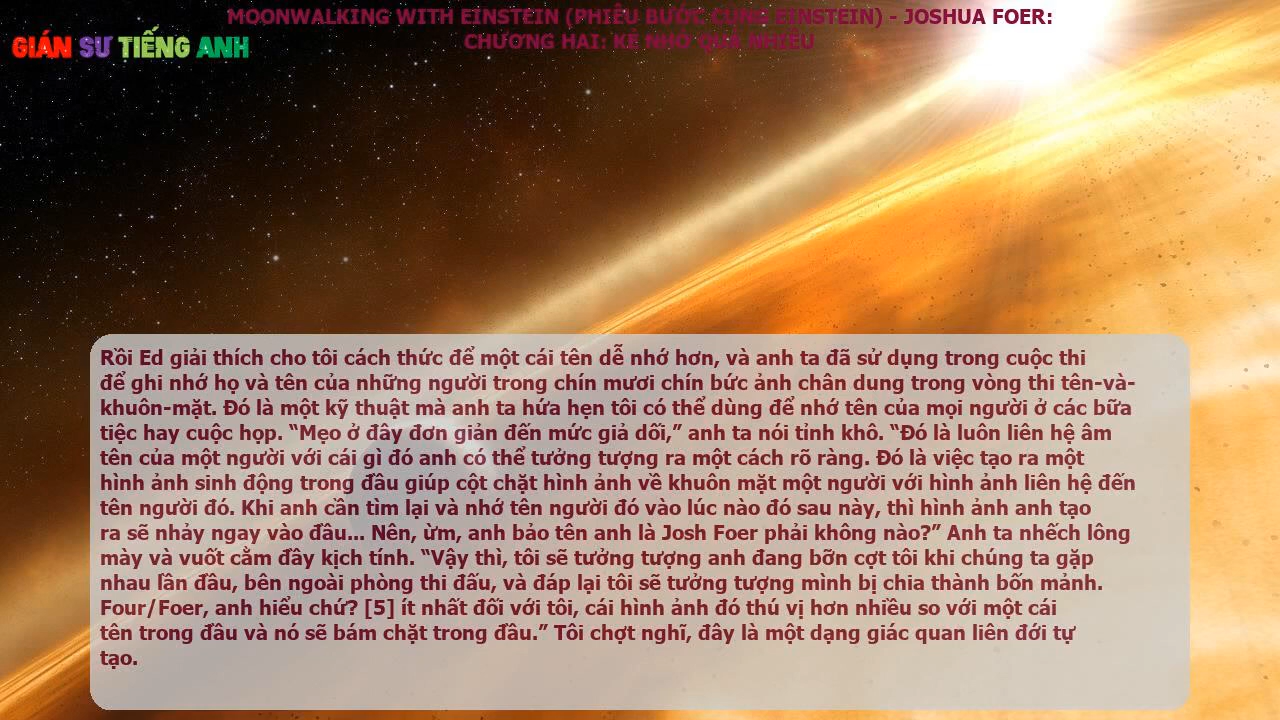 MOONWALKING WITH EINSTEIN (PHIÊU BƯỚC CÙNG EINSTEIN) - JOSHUA FOER:
CHƯƠNG HAI: KẺ NHỚ QUÁ NHIỀU
GIÁN SƯ TIẾNG ANH
Rồi Ed giải thích cho tôi cách thức để một cái tên dễ nhớ hơn, và anh ta đã sử dụng trong cuộc thi
để ghi nhớ họ và tên của những người trong chín mươi chín bức ảnh chân dung trong vòng thi tên-và-
khuôn-mặt. Đó là một kỹ thuật mà anh ta hứa hẹn tôi có thể dùng để nhớ tên của mọi người ở các bữa
tiệc hay cuộc họp. “Mẹo ở đây đơn giản đến mức giả dối,” anh ta nói tỉnh khô. “Đó là luôn liên hệ âm
tên của một người với cái gì đó anh có thể tưởng tượng ra một cách rõ ràng. Đó là việc tạo ra một
hình ảnh sinh động trong đầu giúp cột chặt hình ảnh về khuôn mặt một người với hình ảnh liên hệ đến
tên người đó. Khi anh cần tìm lại và nhớ tên người đó vào lúc nào đó sau này, thì hình ảnh anh tạo
ra sẽ nhảy ngay vào đầu... Nên, ừm, anh bảo tên anh là Josh Foer phải không nào?” Anh ta nhếch lông
mày và vuốt cằm đầy kịch tính. “Vậy thì, tôi sẽ tưởng tượng anh đang bỡn cợt tôi khi chúng ta gặp
nhau lần đầu, bên ngoài phòng thi đấu, và đáp lại tôi sẽ tưởng tượng mình bị chia thành bốn mảnh.
Four/Foer, anh hiểu chứ? [5] ít nhất đối với tôi, cái hình ảnh đó thú vị hơn nhiều so với một cái
tên trong đầu và nó sẽ bám chặt trong đầu.” Tôi chợt nghĩ, đây là một dạng giác quan liên đới tự
tạo.